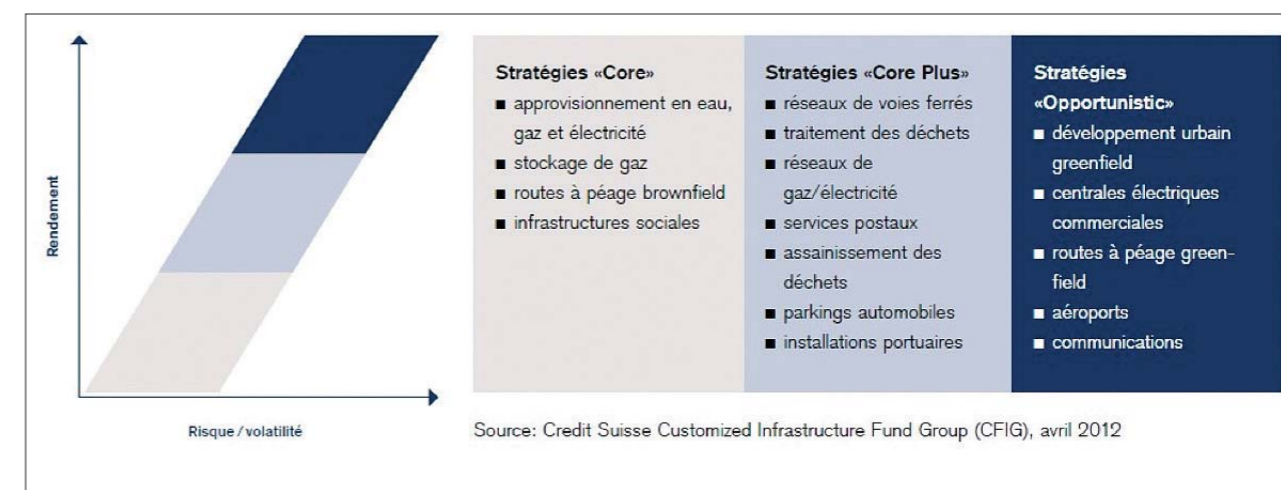 Rendement
Risque / volatilité
Stratégies «Core»
■ approvisionnement en eau,
gaz et électricité
■ stockage de gaz
■ routes à péage brownfield
■ infrastructures sociales
Stratégies «Core Plus»
■ réseaux de voies ferrés
■ traitement des déchets
■ réseaux de
gaz/électricité
■ services postaux
■ assainissement des
déchets
■ parkings automobiles
■ installations portuaires
Stratégies
«Opportunistic»
■ développement urbain
greenfield
■ centrales électriques
commerciales
■ routes à péage green-
field
■ aéroports
■ communications
Source: Credit Suisse Customized Infrastructure Fund Group (CFIG), avril 2012